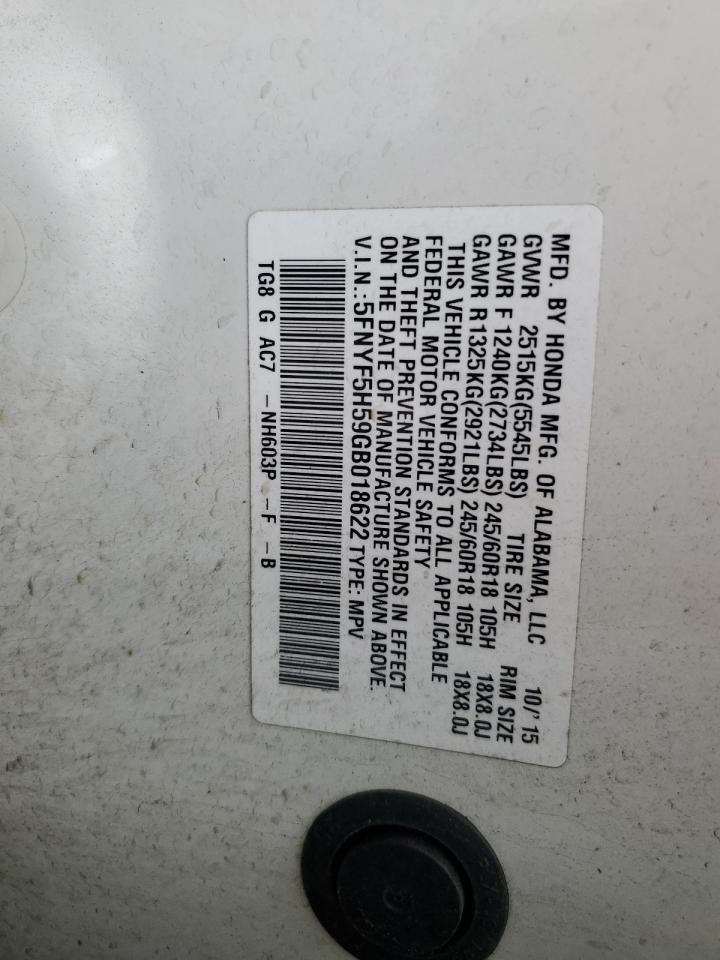 MFD. BY HONDA MFG. OF ALABAMA, LLC 10/'15
GVWR 2515KG(5545LBS) TIRE SIZE RIM SIZE
GAWR F 1240KG(2734LBS) 245/60R18 105H 18X8.0J
GAWR R1325KG(2921LBS) 245/60R18 105H 18X8.0J
THIS VEHICLE CONFORMS TO ALL APPLICABLE
FEDERAL MOTOR VEHICLE SAFETY
AND THEFT PREVENTION STANDARDS IN EFFECT
ON THE DATE OF MANUFACTURE SHOWN ABOVE.
V.I.N.:5FNYF5H59GB018622 TYPE: MPV
TG8 G AC7 -NH603P -F -B